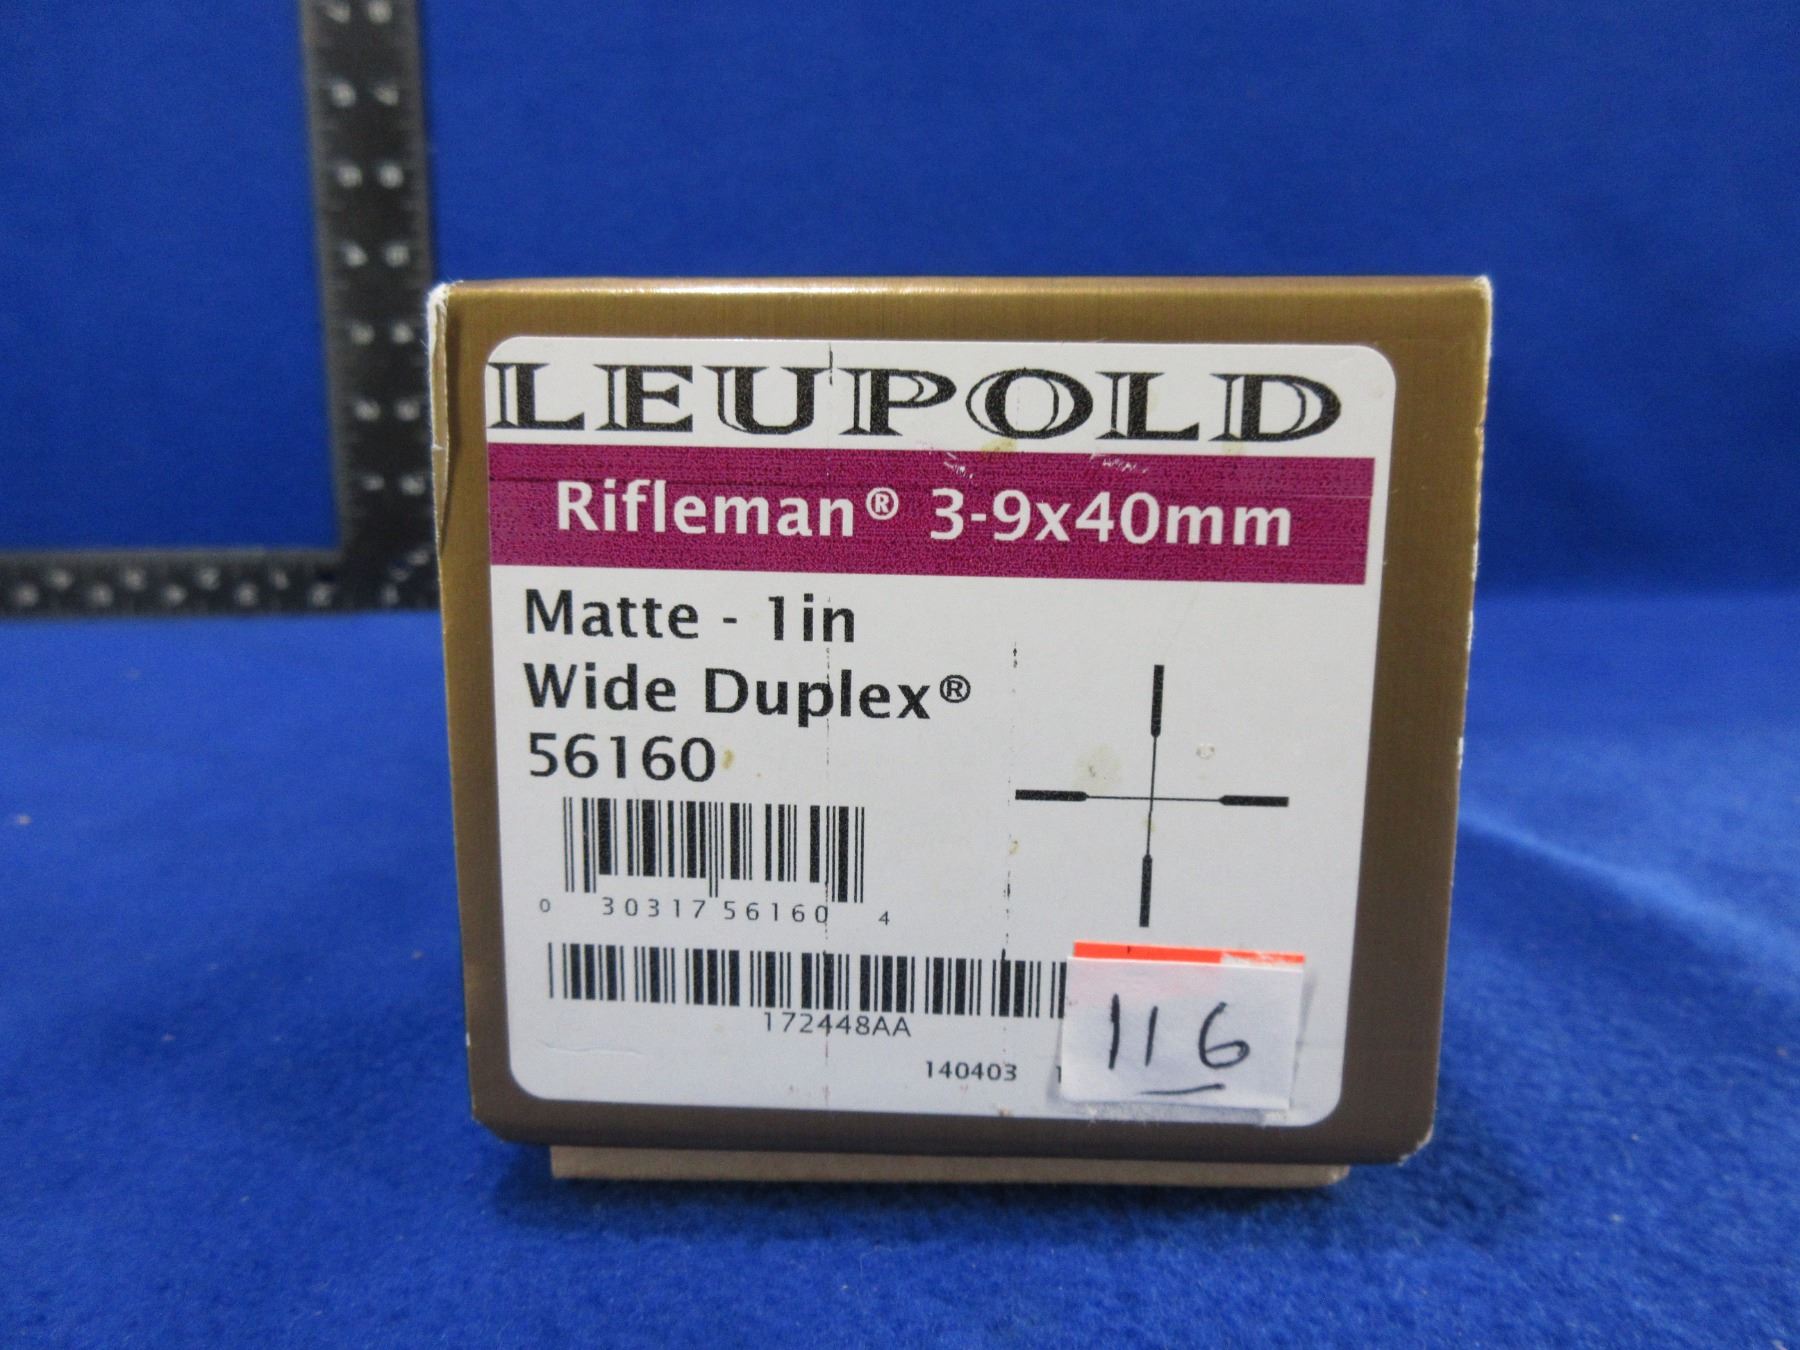 LEUPOLD
Rifleman® 3-9x40mm
Matte - 1in
Wide Duplex®
56160
0 30317 56160 4
172448AA
140403
116